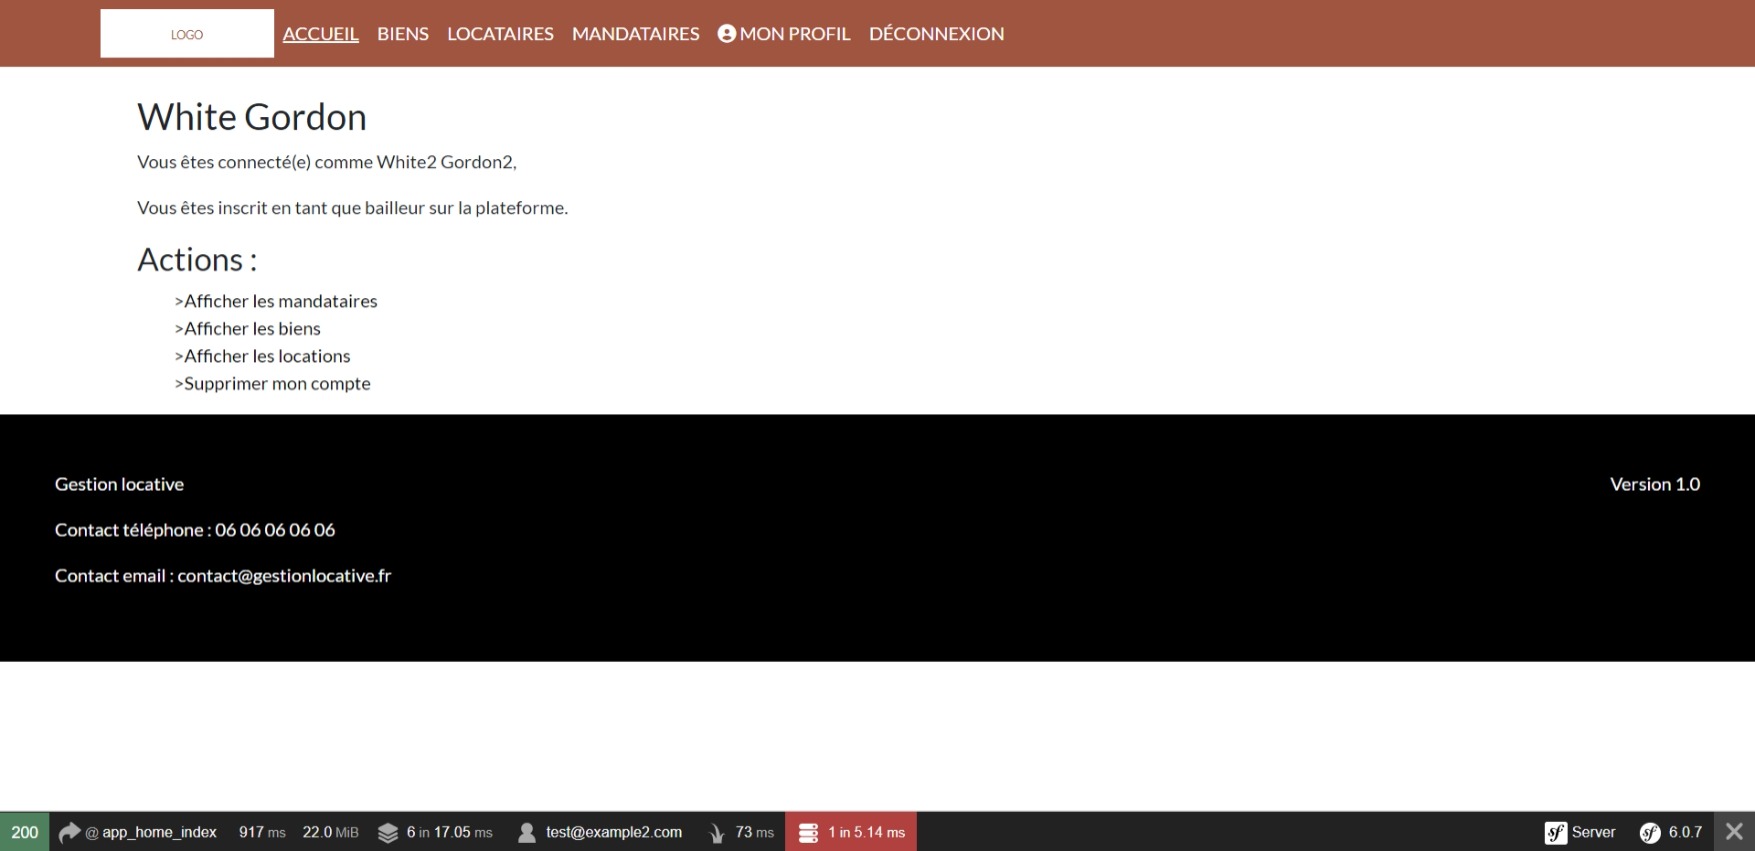 LOGO ACCUEIL BIENS LOCATAIRES MANDATAIRES MON PROFIL DÉCONNEXION
White Gordon
Vous êtes connecté(e) comme White2 Gordon2,
Vous êtes inscrit en tant que bailleur sur la plateforme.
Actions :
>Afficher les mandataires
>Afficher les biens
>Afficher les locations
>Supprimer mon compte
Gestion locative Version 1.0
Contact téléphone : 06 06 06 06 06
Contact email : contact@gestionlocative.fr
200 @ app_home_index 917 ms 22.0 MiB 6 in 17.05 ms test@example2.com 73 ms 1 in 5.14 ms sf Server sf 6.0.7